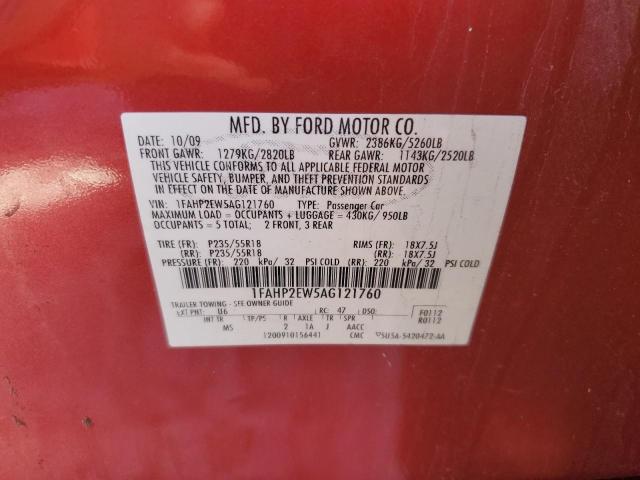 MFD. BY FORD MOTOR CO.
DATE: 10/09 GVWR: 2386KG/5260LB
FRONT GAWR: 1279KG/2820LB REAR GAWR: 1143KG/2520LB
THIS VEHICLE CONFORMS TO ALL APPLICABLE FEDERAL MOTOR
VEHICLE SAFETY, BUMPER, AND THEFT PREVENTION STANDARDS
IN EFFECT ON THE DATE OF MANUFACTURE SHOWN ABOVE.
VIN: 1FAHP2EW5AG121760 TYPE: Passenger Car
MAXIMUM LOAD = OCCUPANTS + LUGGAGE = 430KG/ 950LB
OCCUPANTS = 5 TOTAL; 2 FRONT, 3 REAR
TIRE (FR): P235/55R18 RIMS (FR): 18X7.5J
(RR): P235/55R18 (RR): 18X7.5J
PRESSURE (FR): 220 kPa/ 32 PSI COLD (RR): 220 kPa/ 32 PSI COLD
1FAHP2EW5AG121760
TRAILER TOWING - SEE OWNER GUIDE
EXT PNT: U6 RC: 47 DSO: F0112
INT TR TP/PS R AXLE TR SPR R0112
MS 2 1A J AACC
1200910156441 CMC 5U5A-5420472-AA